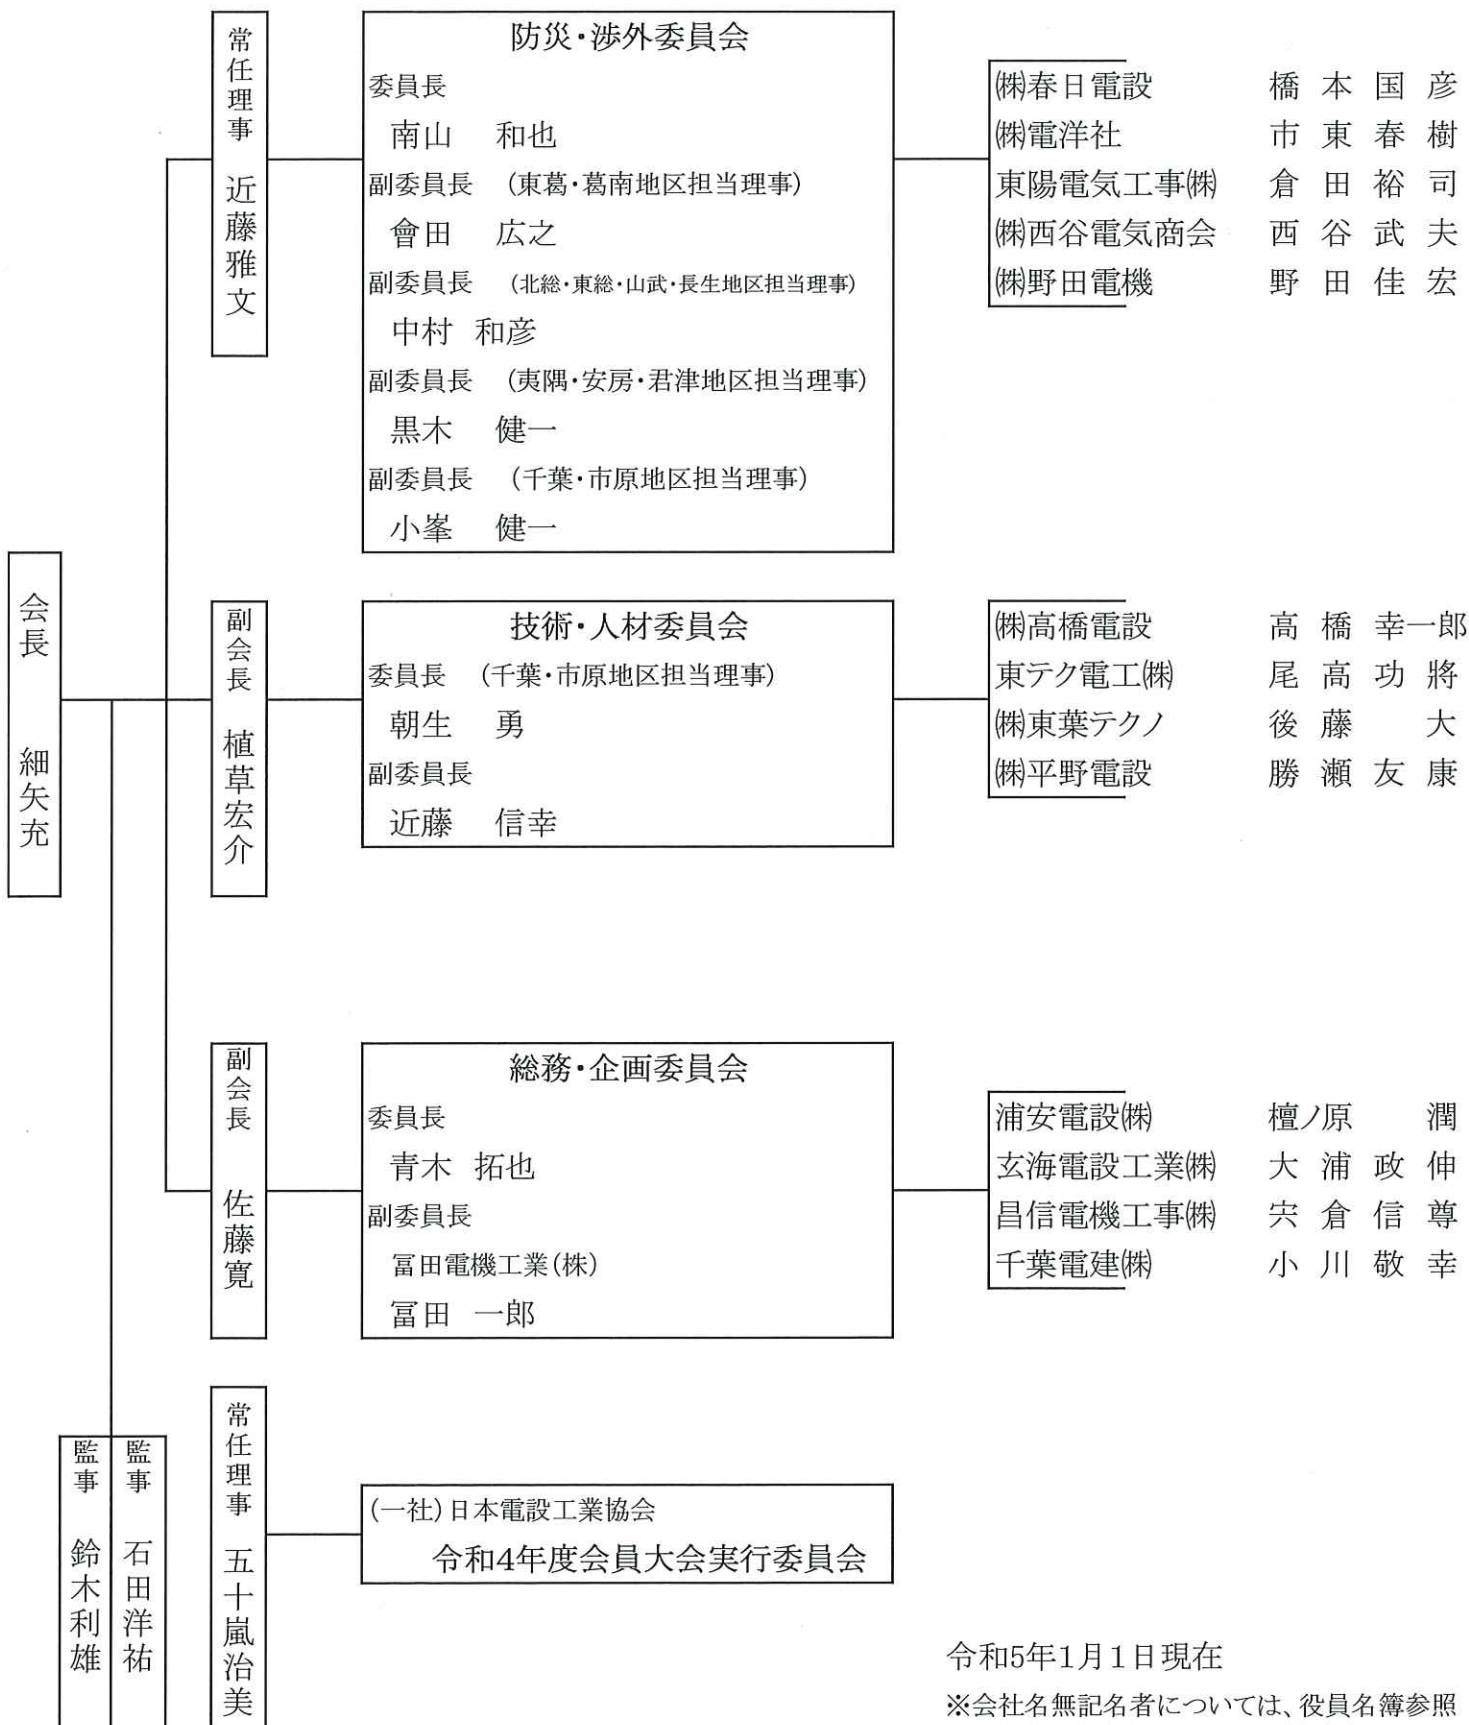 会長 細矢充
常任理事 近藤雅文
防災・渉外委員会
委員長
南山 和也
副委員長 (東葛・葛南地区担当理事)
會田 広之
副委員長 (北総・東総・山武・長生地区担当理事)
中村 和彦
副委員長 (夷隅・安房・君津地区担当理事)
黒木 健一
副委員長 (千葉・市原地区担当理事)
小峯 健一
㈱春日電設 橋本国彦
㈱電洋社 市東春樹
東陽電気工事㈱ 倉田裕司
㈱西谷電気商会 西谷武夫
㈱野田電機 野田佳宏
副会長 植草宏介
技術・人材委員会
委員長 (千葉・市原地区担当理事)
朝生 勇
副委員長
近藤 信幸
㈱高橋電設 高橋幸一郎
東テク電工㈱ 尾高功將
㈱東葉テクノ 後藤 大
㈱平野電設 勝瀬友康
副会長 佐藤寛
総務・企画委員会
委員長
青木 拓也
副委員長
冨田電機工業(株)
冨田 一郎
浦安電設㈱ 檀ノ原 潤
玄海電設工業㈱ 大浦政伸
昌信電機工事㈱ 宍倉信尊
千葉電建㈱ 小川敬幸
監事 鈴木利雄
監事 石田洋祐
常任理事 五十嵐治美
(一社)日本電設工業協会
令和4年度会員大会実行委員会
令和5年1月1日現在
※会社名無記名者については、役員名簿参照